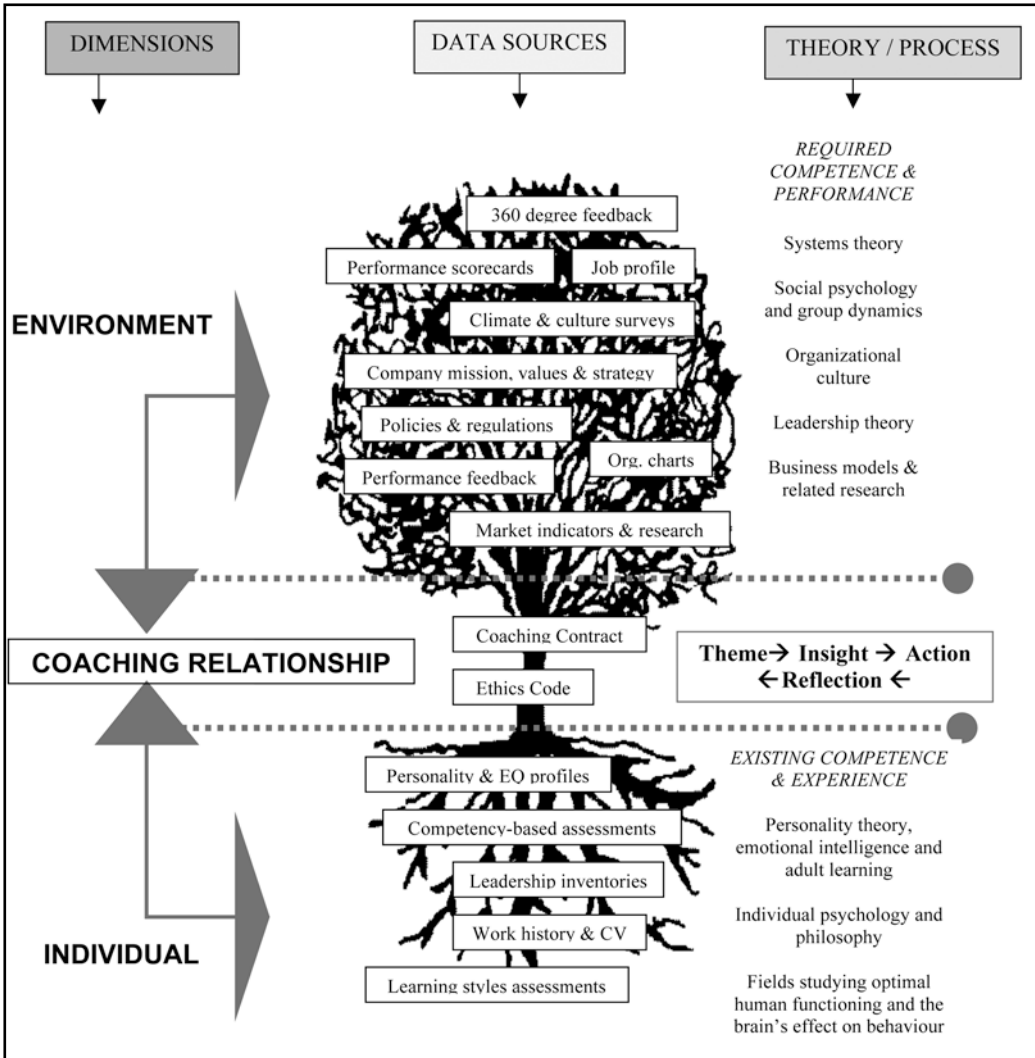 DIMENSIONS
DATA SOURCES
THEORY / PROCESS
REQUIRED
COMPETENCE &
PERFORMANCE
360 degree feedback
Systems theory
Performance scorecards
Job profile
Social psychology
and group dynamics
ENVIRONMENT
Climate & culture surveys
Organizational
culture
Company mission, values & strategy
Policies & regulations
Leadership theory
Org. charts
Performance feedback
Business models &
related research
Market indicators & research
Coaching Contract
COACHING RELATIONSHIP
Theme→ Insight → Action
←Reflection ←
Ethics Code
EXISTING COMPETENCE
& EXPERIENCE
Personality & EQ profiles
Competency-based assessments
Personality theory,
emotional intelligence and
adult learning
Leadership inventories
Individual psychology and
philosophy
Work history & CV
INDIVIDUAL
Learning styles assessments
Fields studying optimal
human functioning and the
brain's effect on behaviour